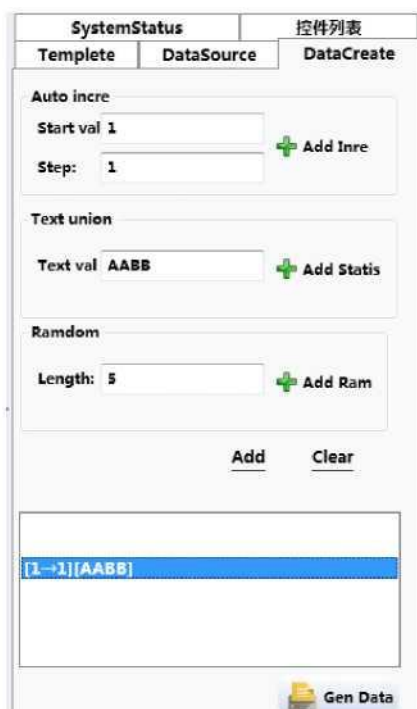 SystemStatus 控件列表
Templete DataSource DataCreate
Auto incre
Start val 1
Add Inre
Step: 1
Text union
Text val AABB
Add Statis
Ramdom
Length: 5
Add Ram
Add Clear
[1→1][AABB]
Gen Data